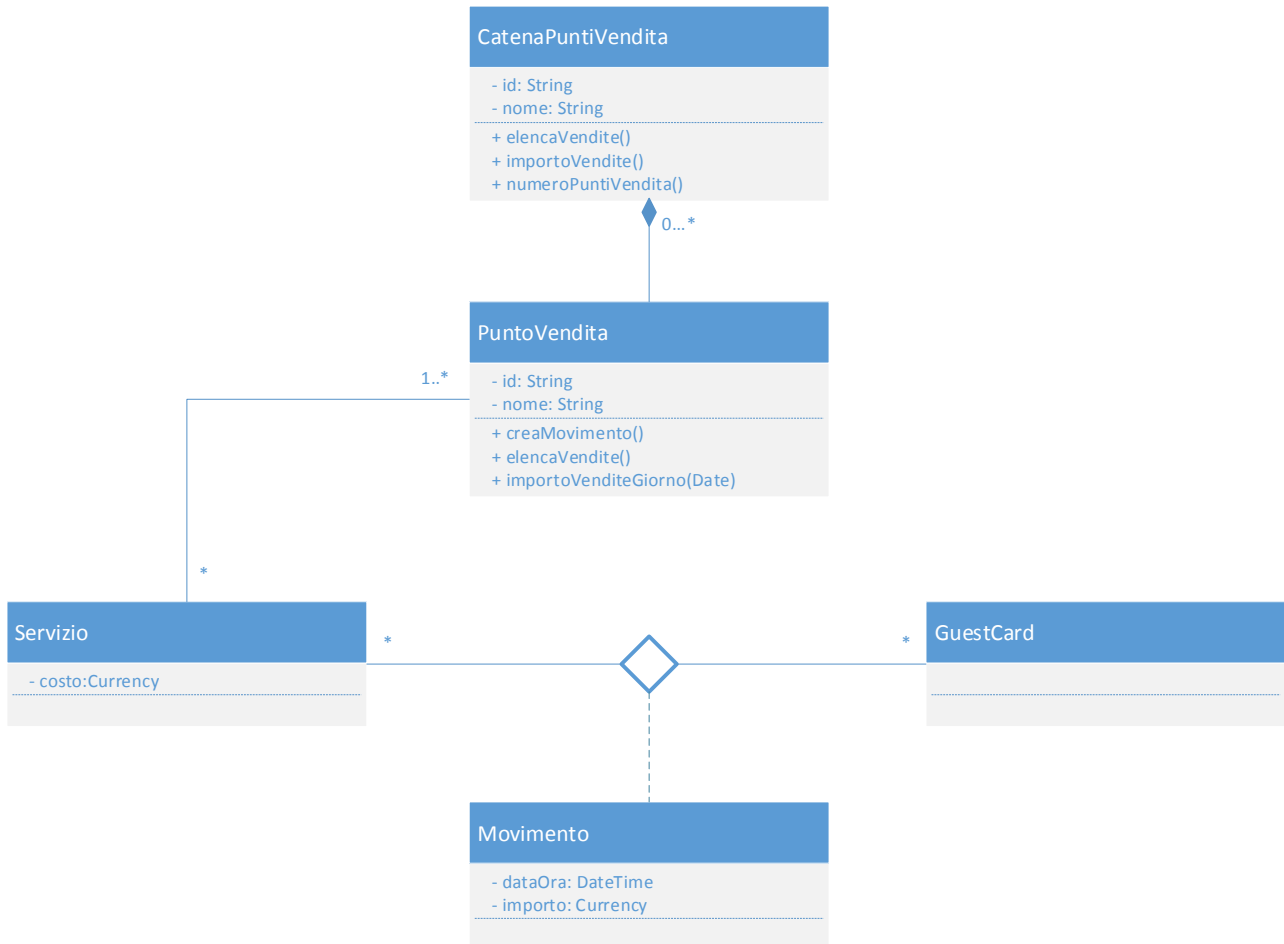 CatenaPuntiVendita
- id: String
- nome: String
+ elencaVendite()
+ importoVendite()
+ numeroPuntiVendita()
0...*
PuntoVendita
1..*
- id: String
- nome: String
+ creaMovimento()
+ elencaVendite()
+ importoVenditeGiorno(Date)
*
Servizio
- costo:Currency
*
*
GuestCard
Movimento
- dataOra: DateTime
- importo: Currency